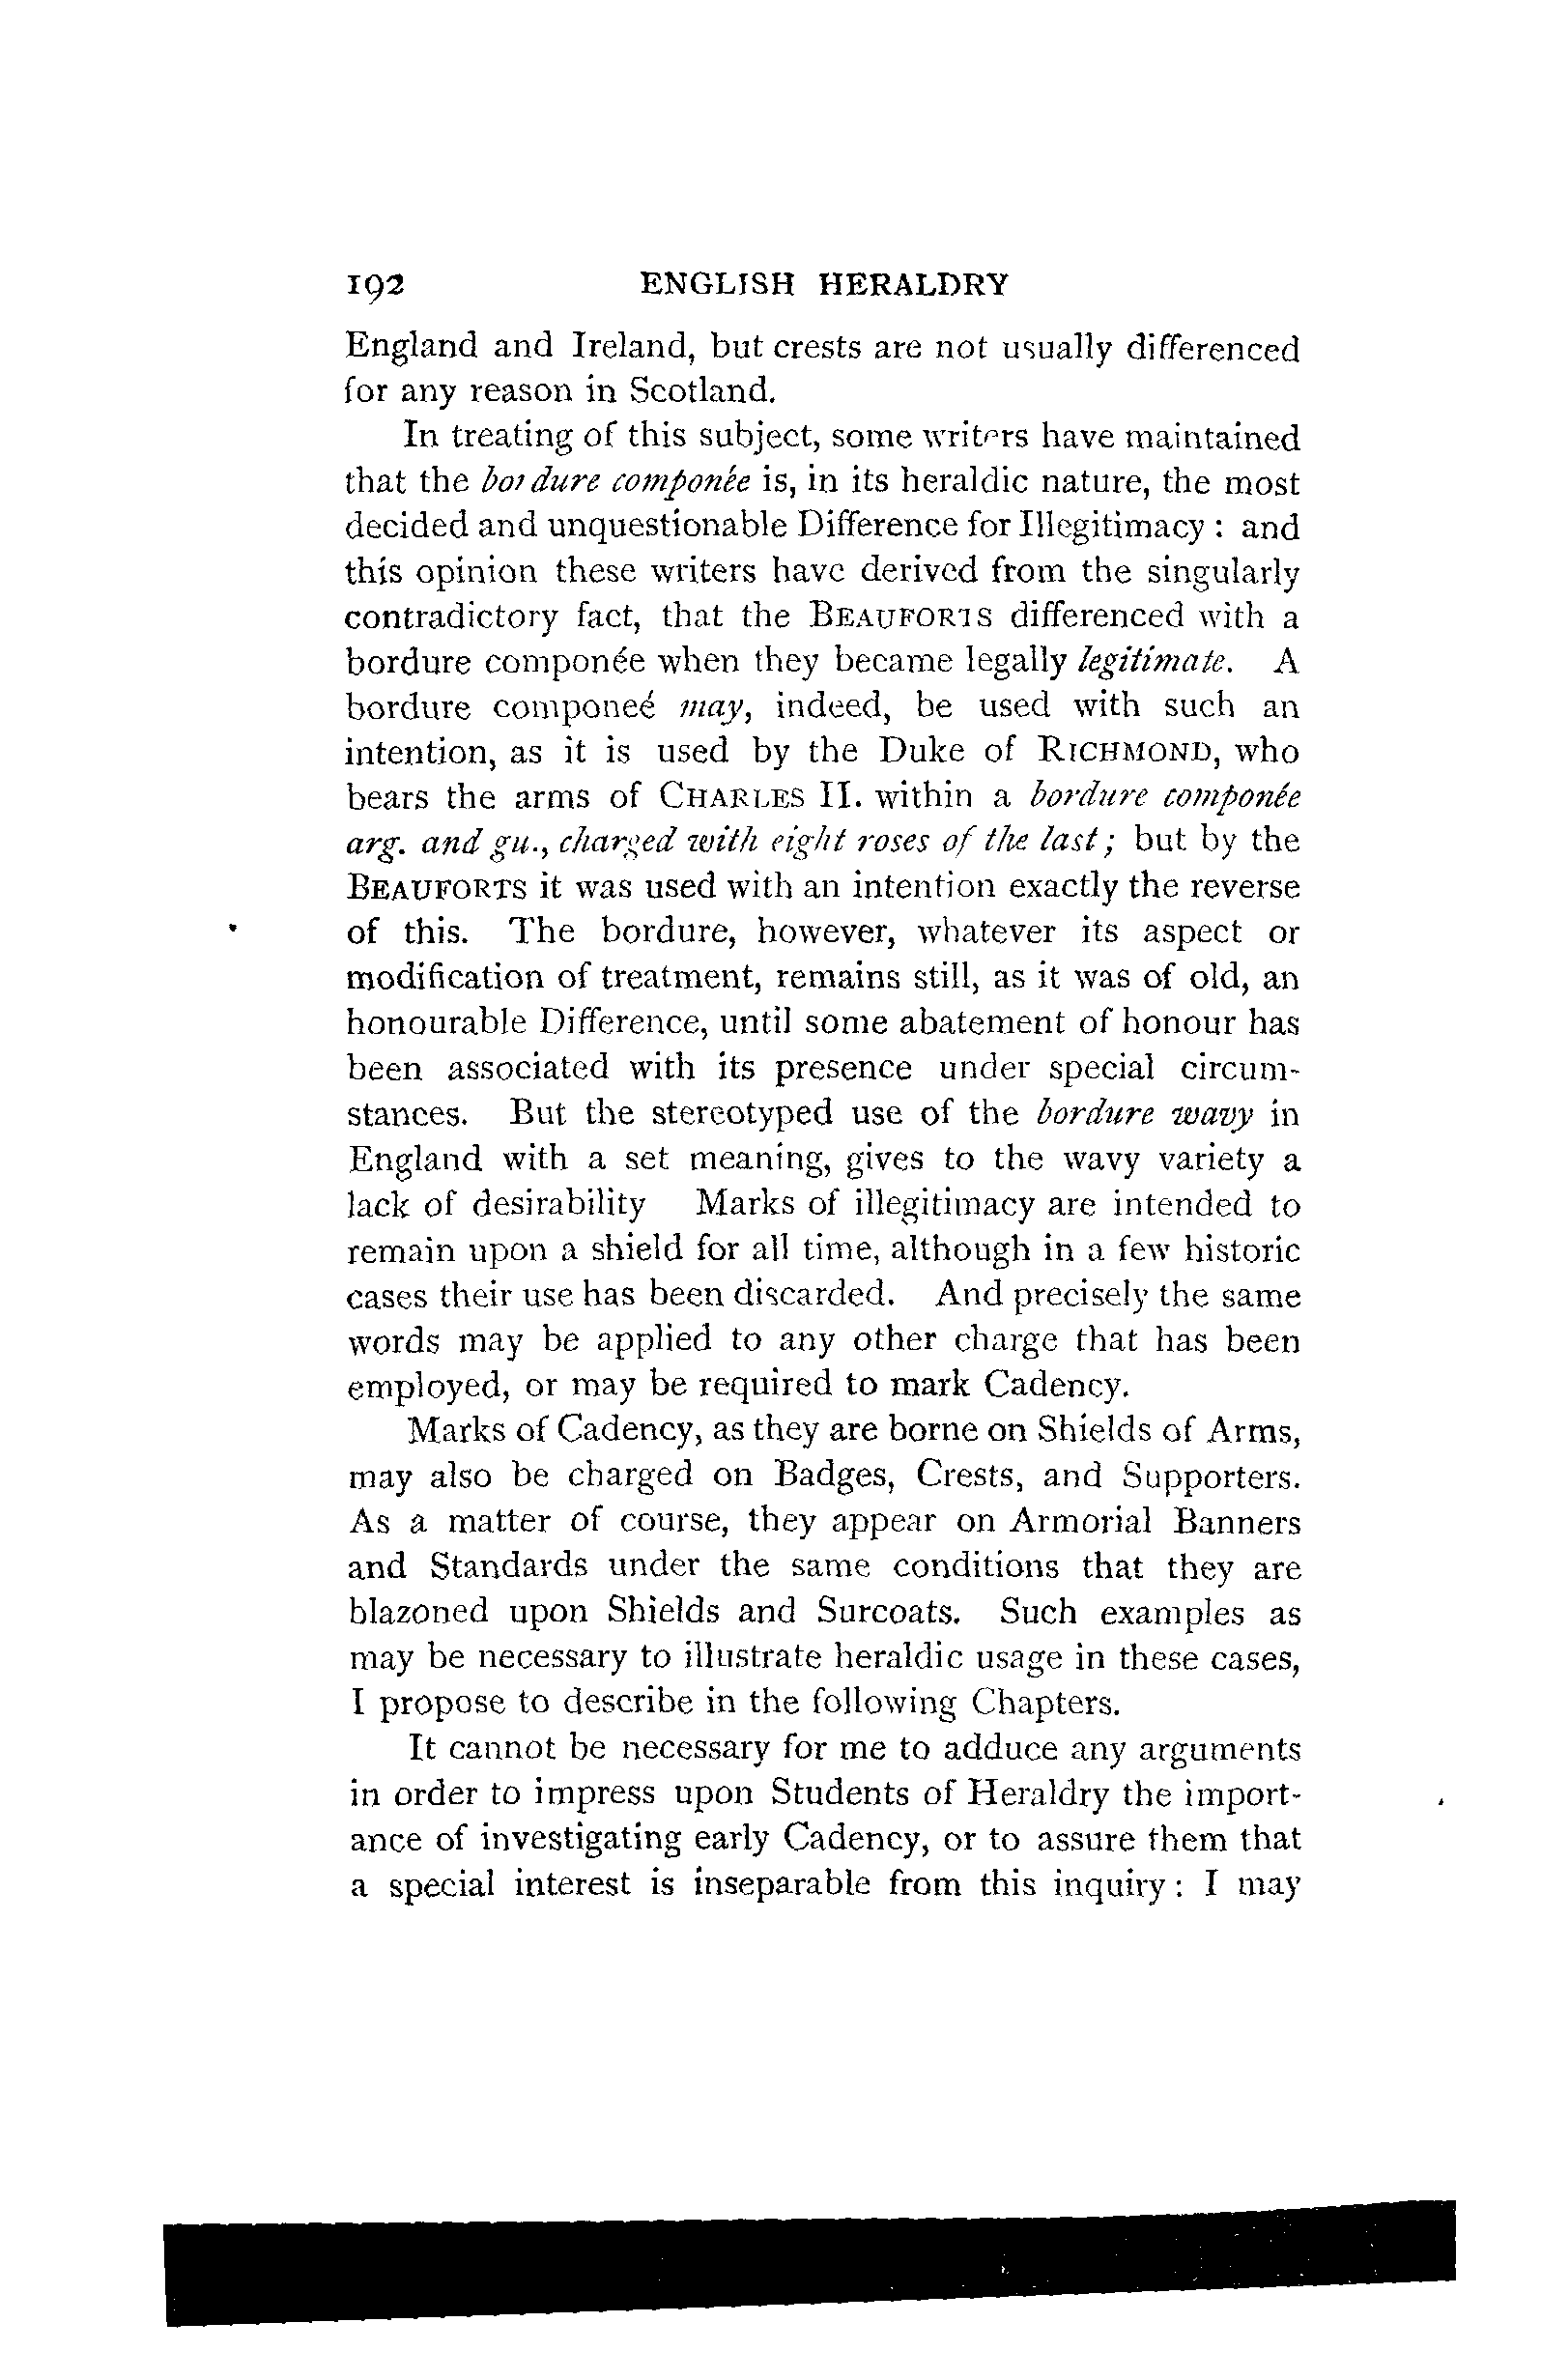 192 ENGLISH HERALDRY
England and Ireland, but crests are not usually differenced
for any reason in Scotland.
In treating of this subject, some writers have maintained
that the bordure componée is, in its heraldic nature, the most
decided and unquestionable Difference for Illegitimacy : and
this opinion these writers have derived from the singularly
contradictory fact, that the BEAUFORTS differenced with a
bordure componée when they became legally legitimate. A
bordure componeé may, indeed, be used with such an
intention, as it is used by the Duke of RICHMOND, who
bears the arms of CHARLES II. within a bordure componée
arg. and gu., charged with eight roses of the last; but by the
BEAUFORTS it was used with an intention exactly the reverse
of this. The bordure, however, whatever its aspect or
modification of treatment, remains still, as it was of old, an
honourable Difference, until some abatement of honour has
been associated with its presence under special circum-
stances. But the stereotyped use of the bordure wavy in
England with a set meaning, gives to the wavy variety a
lack of desirability Marks of illegitimacy are intended to
remain upon a shield for all time, although in a few historic
cases their use has been discarded. And precisely the same
words may be applied to any other charge that has been
employed, or may be required to mark Cadency.
Marks of Cadency, as they are borne on Shields of Arms,
may also be charged on Badges, Crests, and Supporters.
As a matter of course, they appear on Armorial Banners
and Standards under the same conditions that they are
blazoned upon Shields and Surcoats. Such examples as
may be necessary to illustrate heraldic usage in these cases,
I propose to describe in the following Chapters.
It cannot be necessary for me to adduce any arguments
in order to impress upon Students of Heraldry the import-
ance of investigating early Cadency, or to assure them that
a special interest is inseparable from this inquiry : I may